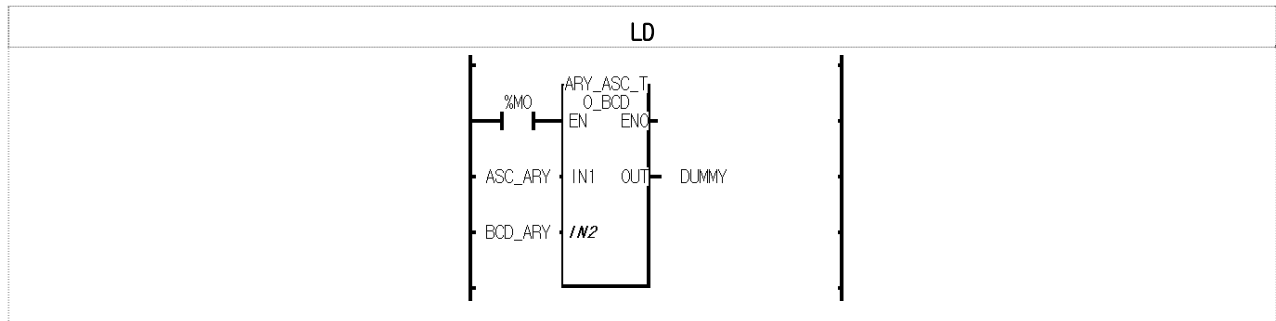 LD
ARY_ASC_T
%M0 O_BCD
EN ENO
ASC_ARY IN1 OUT DUMMY
BCD_ARY IN2